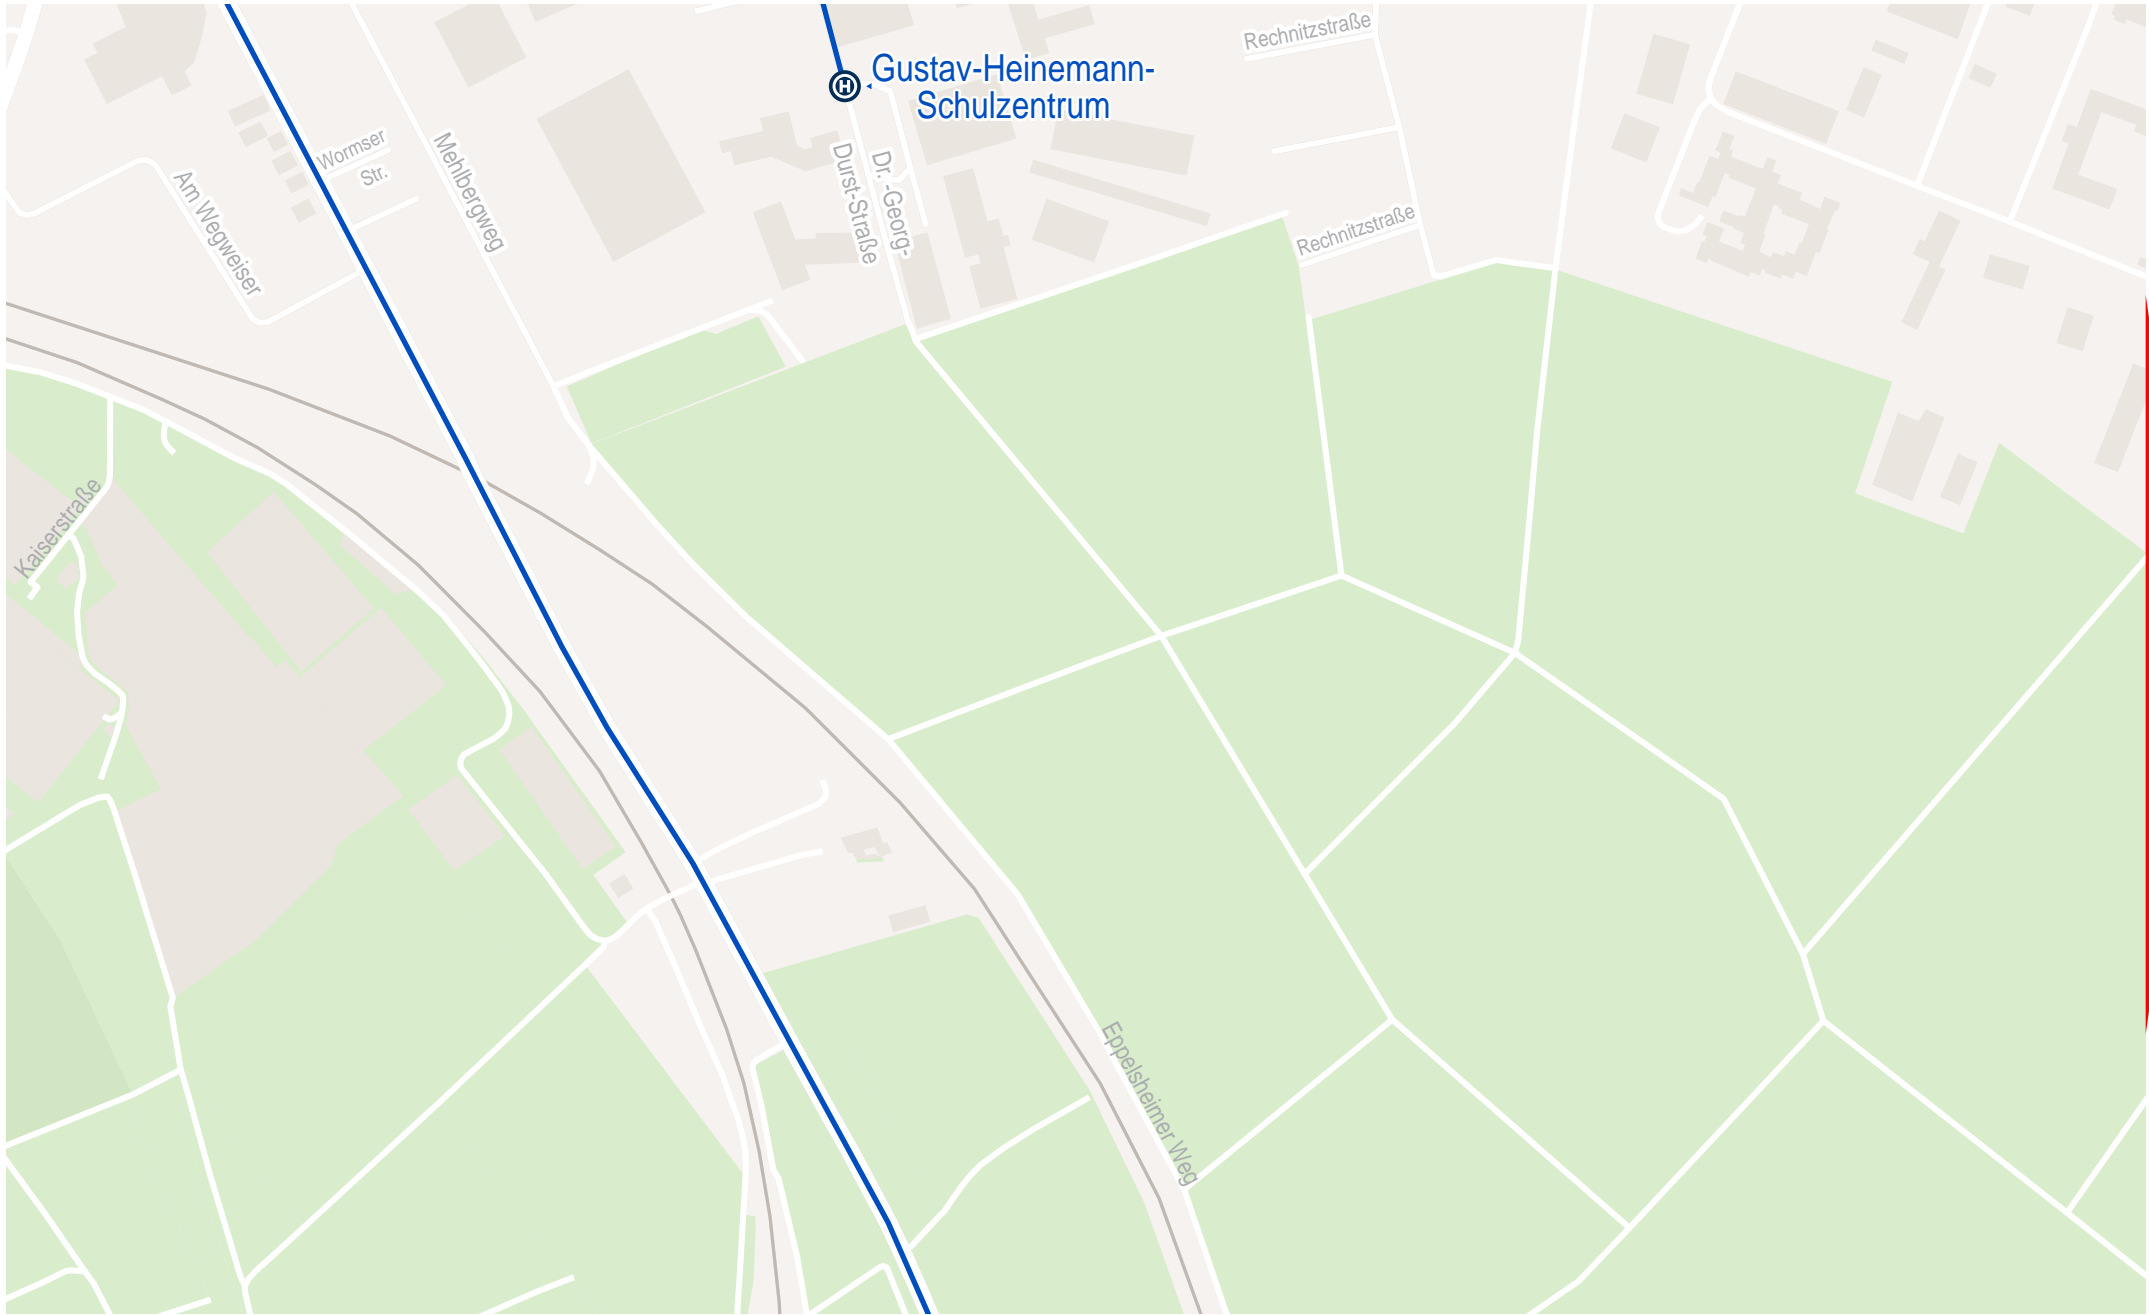 Rechnitzstraße
Gustav-Heinemann-
Schulzentrum
H
Wormser
Str.
Mehlbergweg
Durst-Straße
Dr.-Georg-
Am Wegweiser
Rechnitzstraße
Kaiserstraße
Eppelsheimer Weg